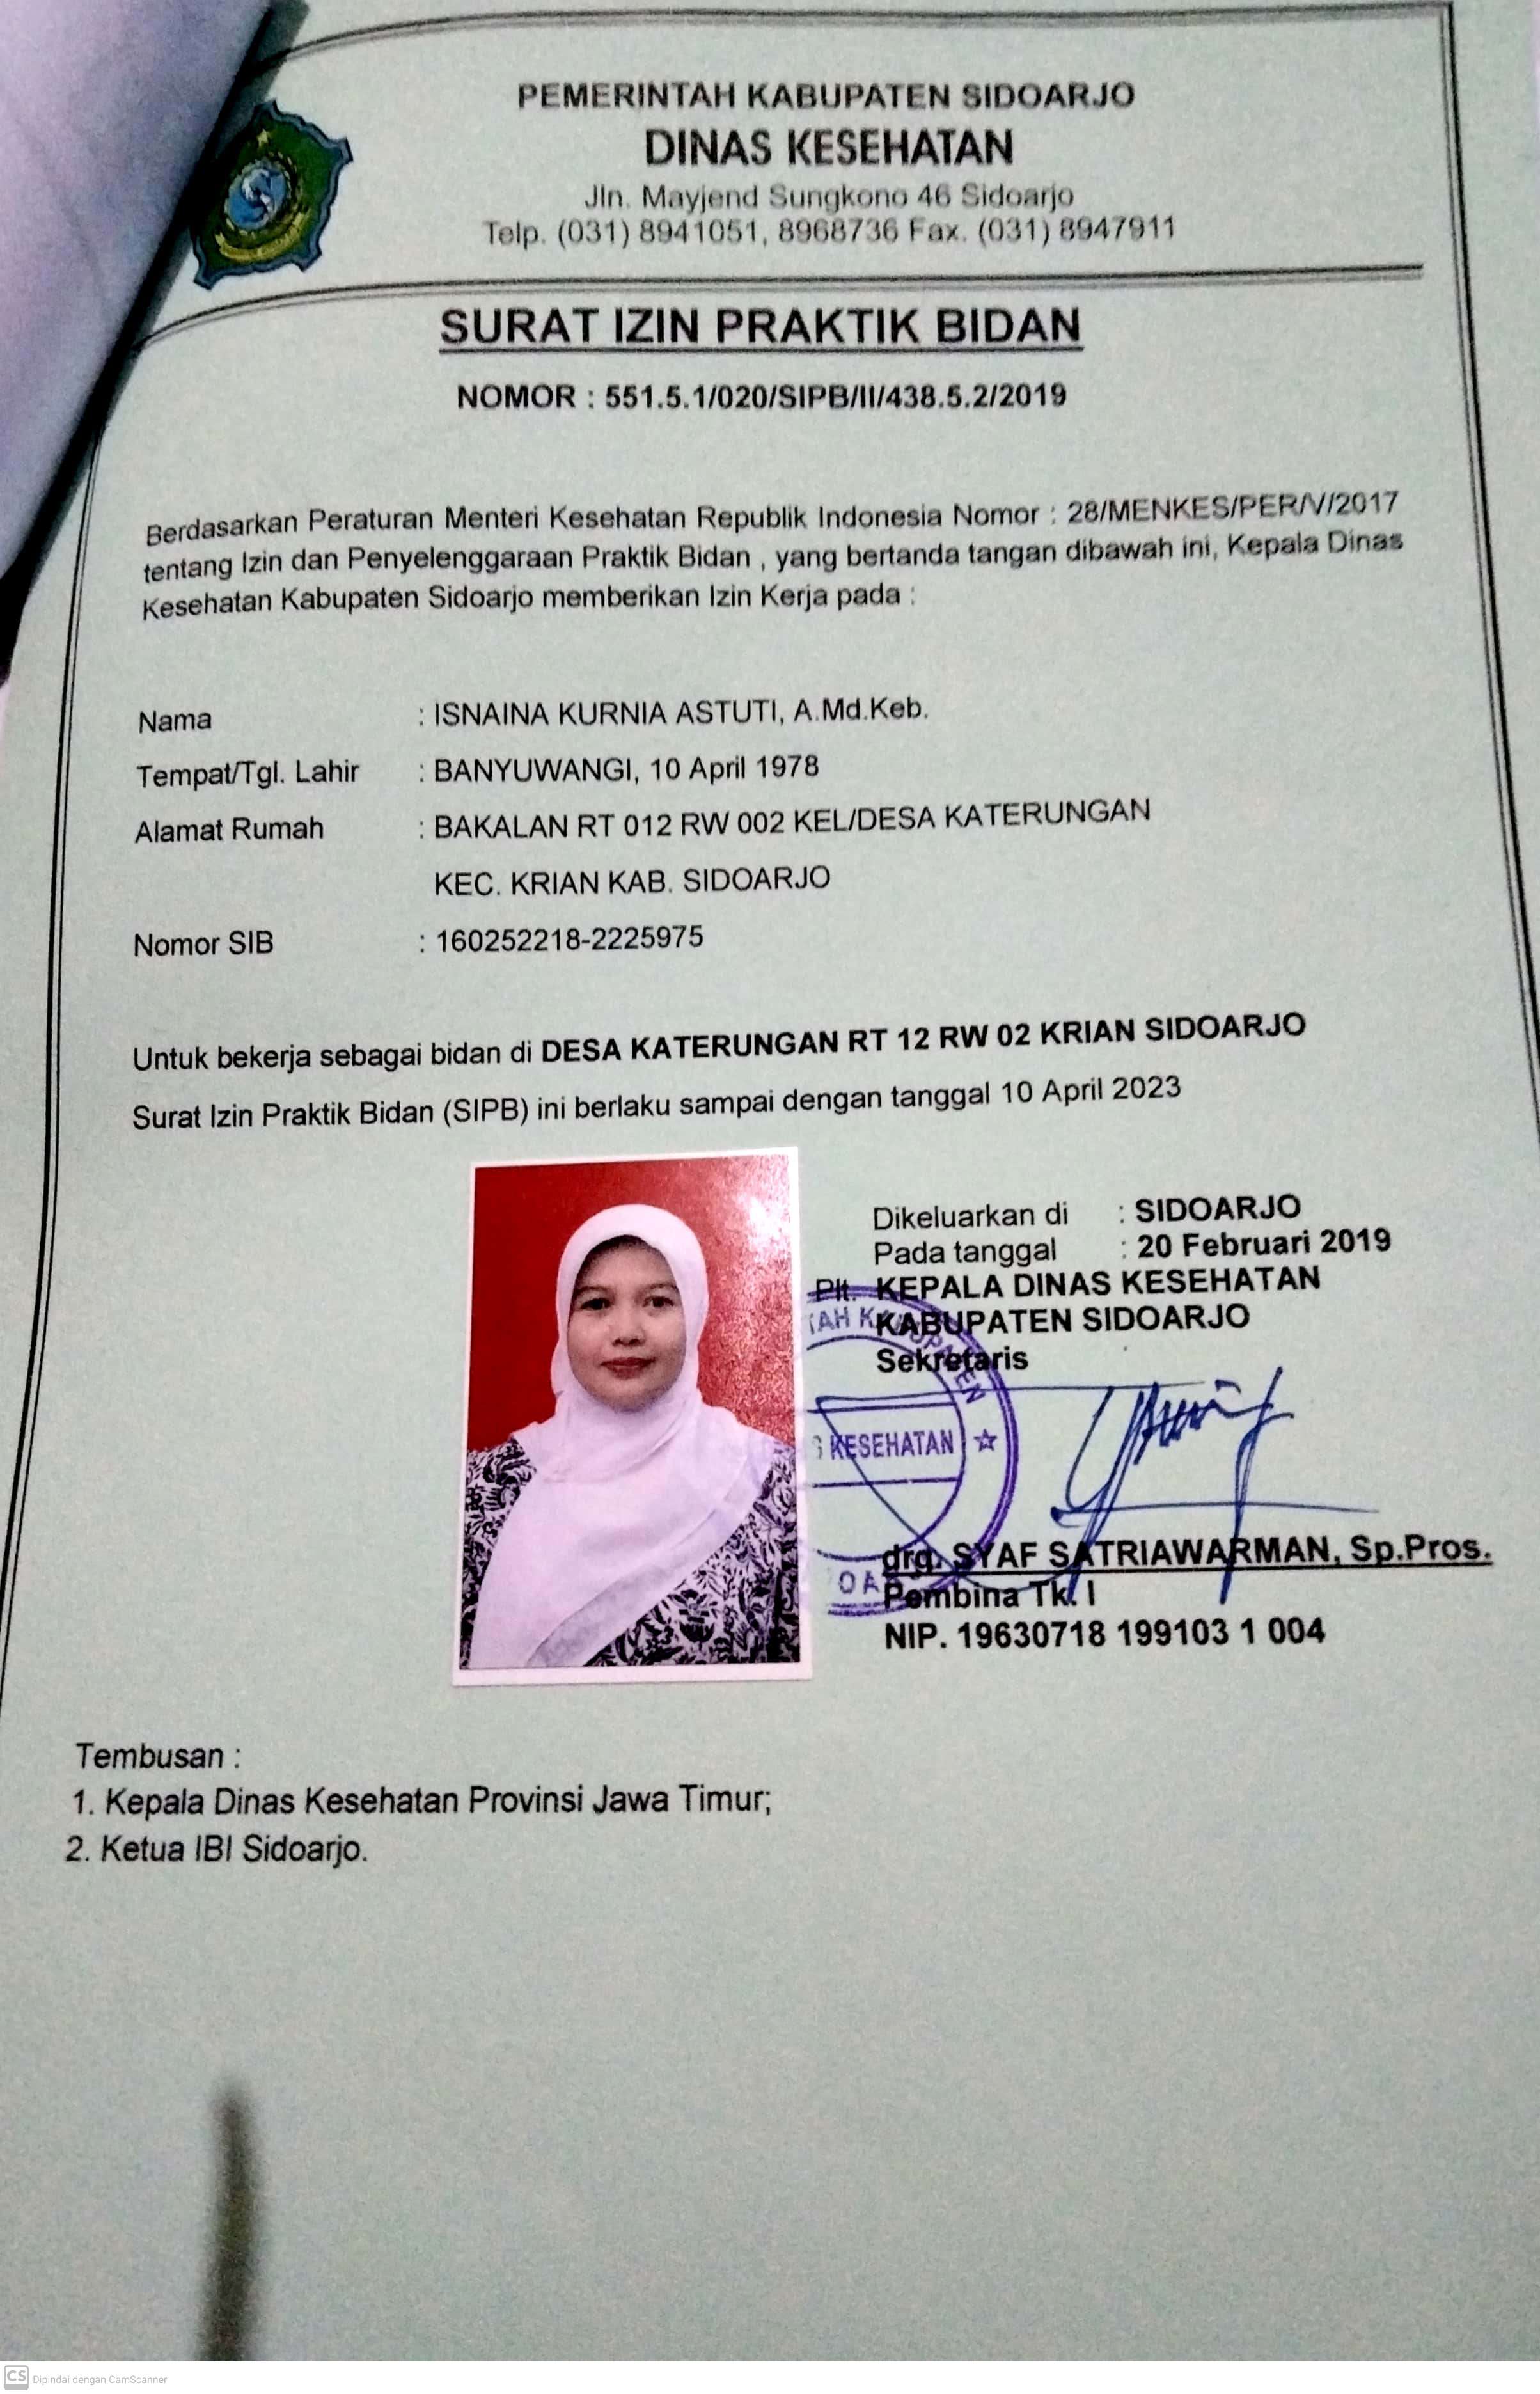 PEMERINTAH KABUPATEN SIDOARJO
DINAS KESEHATAN
Jln. Mayjend Sungkono 46 Sidoarjo
Telp. (031) 8941051, 8968736 Fax. (031) 8947911
SURAT IZIN PRAKTIK BIDAN
NOMOR : 551.5.1/020/SIPB/II/438.5.2/2019
Berdasarkan Peraturan Menteri Kesehatan Republik Indonesia Nomor : 28/MENKES/PER/V/2017
tentang Izin dan Penyelenggaraan Praktik Bidan , yang bertanda tangan dibawah ini, Kepala Dinas
Kesehatan Kabupaten Sidoarjo memberikan Izin Kerja pada :
Nama : ISNAINA KURNIA ASTUTI, A.Md.Keb.
Tempat/Tgl. Lahir : BANYUWANGI, 10 April 1978
Alamat Rumah : BAKALAN RT 012 RW 002 KEL/DESA KATERUNGAN
KEC. KRIAN KAB. SIDOARJO
Nomor SIB : 160252218-2225975
Untuk bekerja sebagai bidan di DESA KATERUNGAN RT 12 RW 02 KRIAN SIDOARJO
Surat Izin Praktik Bidan (SIPB) ini berlaku sampai dengan tanggal 10 April 2023
Dikeluarkan di : SIDOARJO
Pada tanggal : 20 Februari 2019
Plt. KEPALA DINAS KESEHATAN
KABUPATEN SIDOARJO
Sekretaris
KESEHATAN
drg. SYAF SATRIAWARMAN, Sp.Pros.
Pembina Tk. I
NIP. 19630718 199103 1 004
Tembusan :
1. Kepala Dinas Kesehatan Provinsi Jawa Timur;
2. Ketua IBI Sidoarjo.
CS Dipindai dengan CamScanner